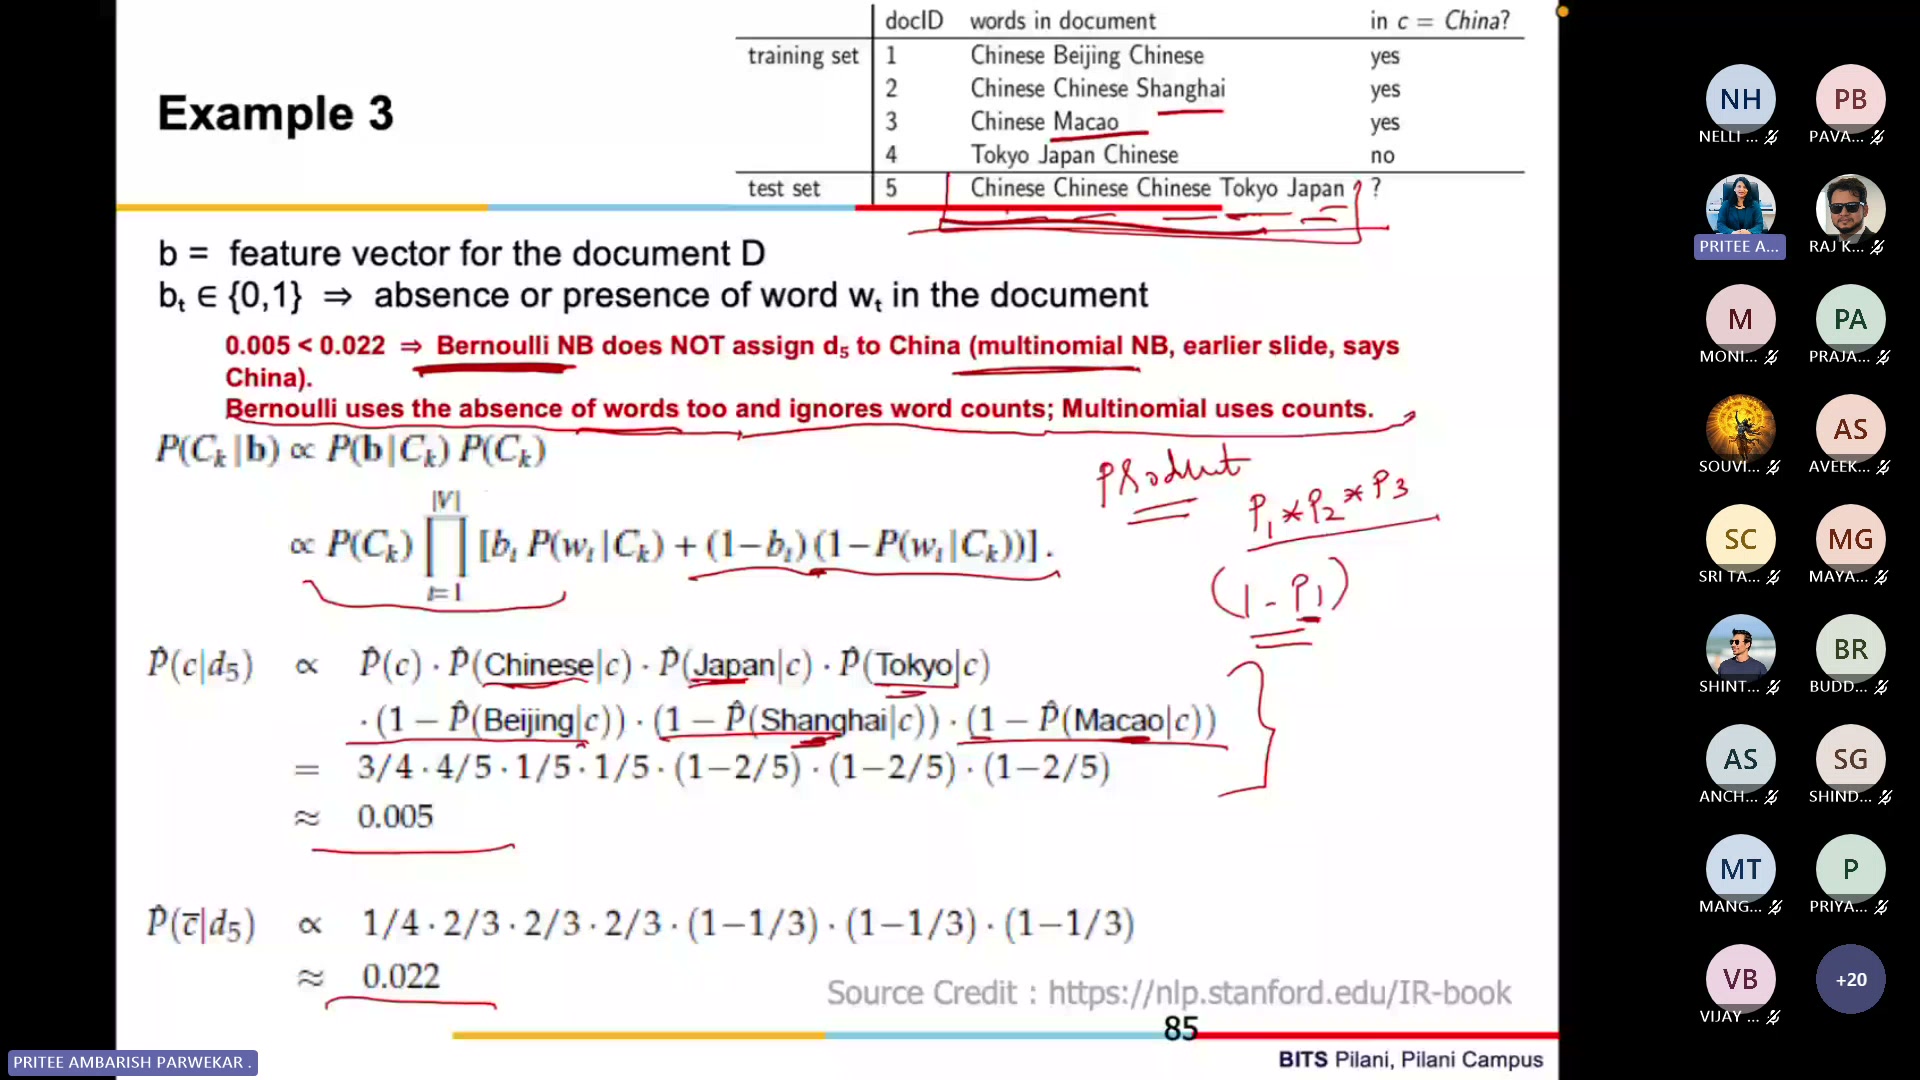 docID words in document in c = China?
training set 1 Chinese Beijing Chinese yes
2 Chinese Chinese Shanghai yes
3 Chinese Macao yes
4 Tokyo Japan Chinese no
test set 5 Chinese Chinese Chinese Tokyo Japan ?
Example 3
b = feature vector for the document D
bₜ ∈ {0,1} ⇒ absence or presence of word wₜ in the document
0.005 < 0.022 ⇒ Bernoulli NB does NOT assign d₅ to China (multinomial NB, earlier slide, says
China).
Bernoulli uses the absence of words too and ignores word counts; Multinomial uses counts.
P(Cₖ|b) ∝ P(b|Cₖ) P(Cₖ)
∝ P(Cₖ) ∏ₜ₌₁^|V| [bₜ P(wₜ|Cₖ) + (1−bₜ)(1−P(wₜ|Cₖ))] .
Product
P₁ * P₂ * P₃
(1 - P1)
P̂(c|d₅) ∝ P̂(c) · P̂(Chinese|c) · P̂(Japan|c) · P̂(Tokyo|c)
· (1 − P̂(Beijing|c)) · (1 − P̂(Shanghai|c)) · (1 − P̂(Macao|c))
= 3/4 · 4/5 · 1/5 · 1/5 · (1−2/5) · (1−2/5) · (1−2/5)
≈ 0.005
P̂(c̅|d₅) ∝ 1/4 · 2/3 · 2/3 · 2/3 · (1−1/3) · (1−1/3) · (1−1/3)
≈ 0.022
Source Credit : https://nlp.stanford.edu/IR-book
85
BITS Pilani, Pilani Campus
PRITEE AMBARISH PARWEKAR .
NH PB
NELLI ... PAVA...
PRITEE A... RAJ K...
M PA
MONI... PRAJA...
AS
SOUVI... AVEEK...
SC MG
SRI TA... MAYA...
BR
SHINT... BUDD...
AS SG
ANCH... SHIND...
MT P
MANG... PRIYA...
VB +20
VIJAY ...